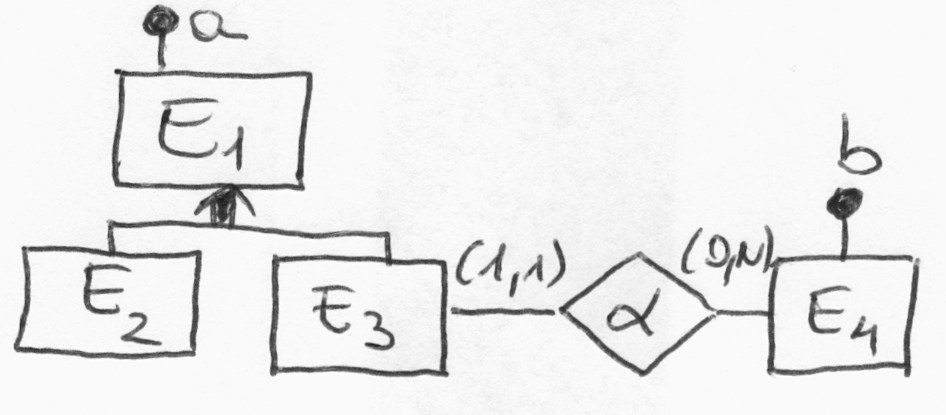 a
E1
b
E2
E3
(1,1)
α
(0,N)
E4